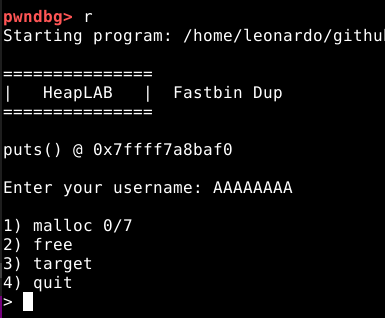 pwndbg> r
Starting program: /home/leonardo/githu
===============
|   HeapLAB   |  Fastbin Dup
===============
puts() @ 0x7ffff7a8baf0
Enter your username: AAAAAAAA
1) malloc 0/7
2) free
3) target
4) quit
>